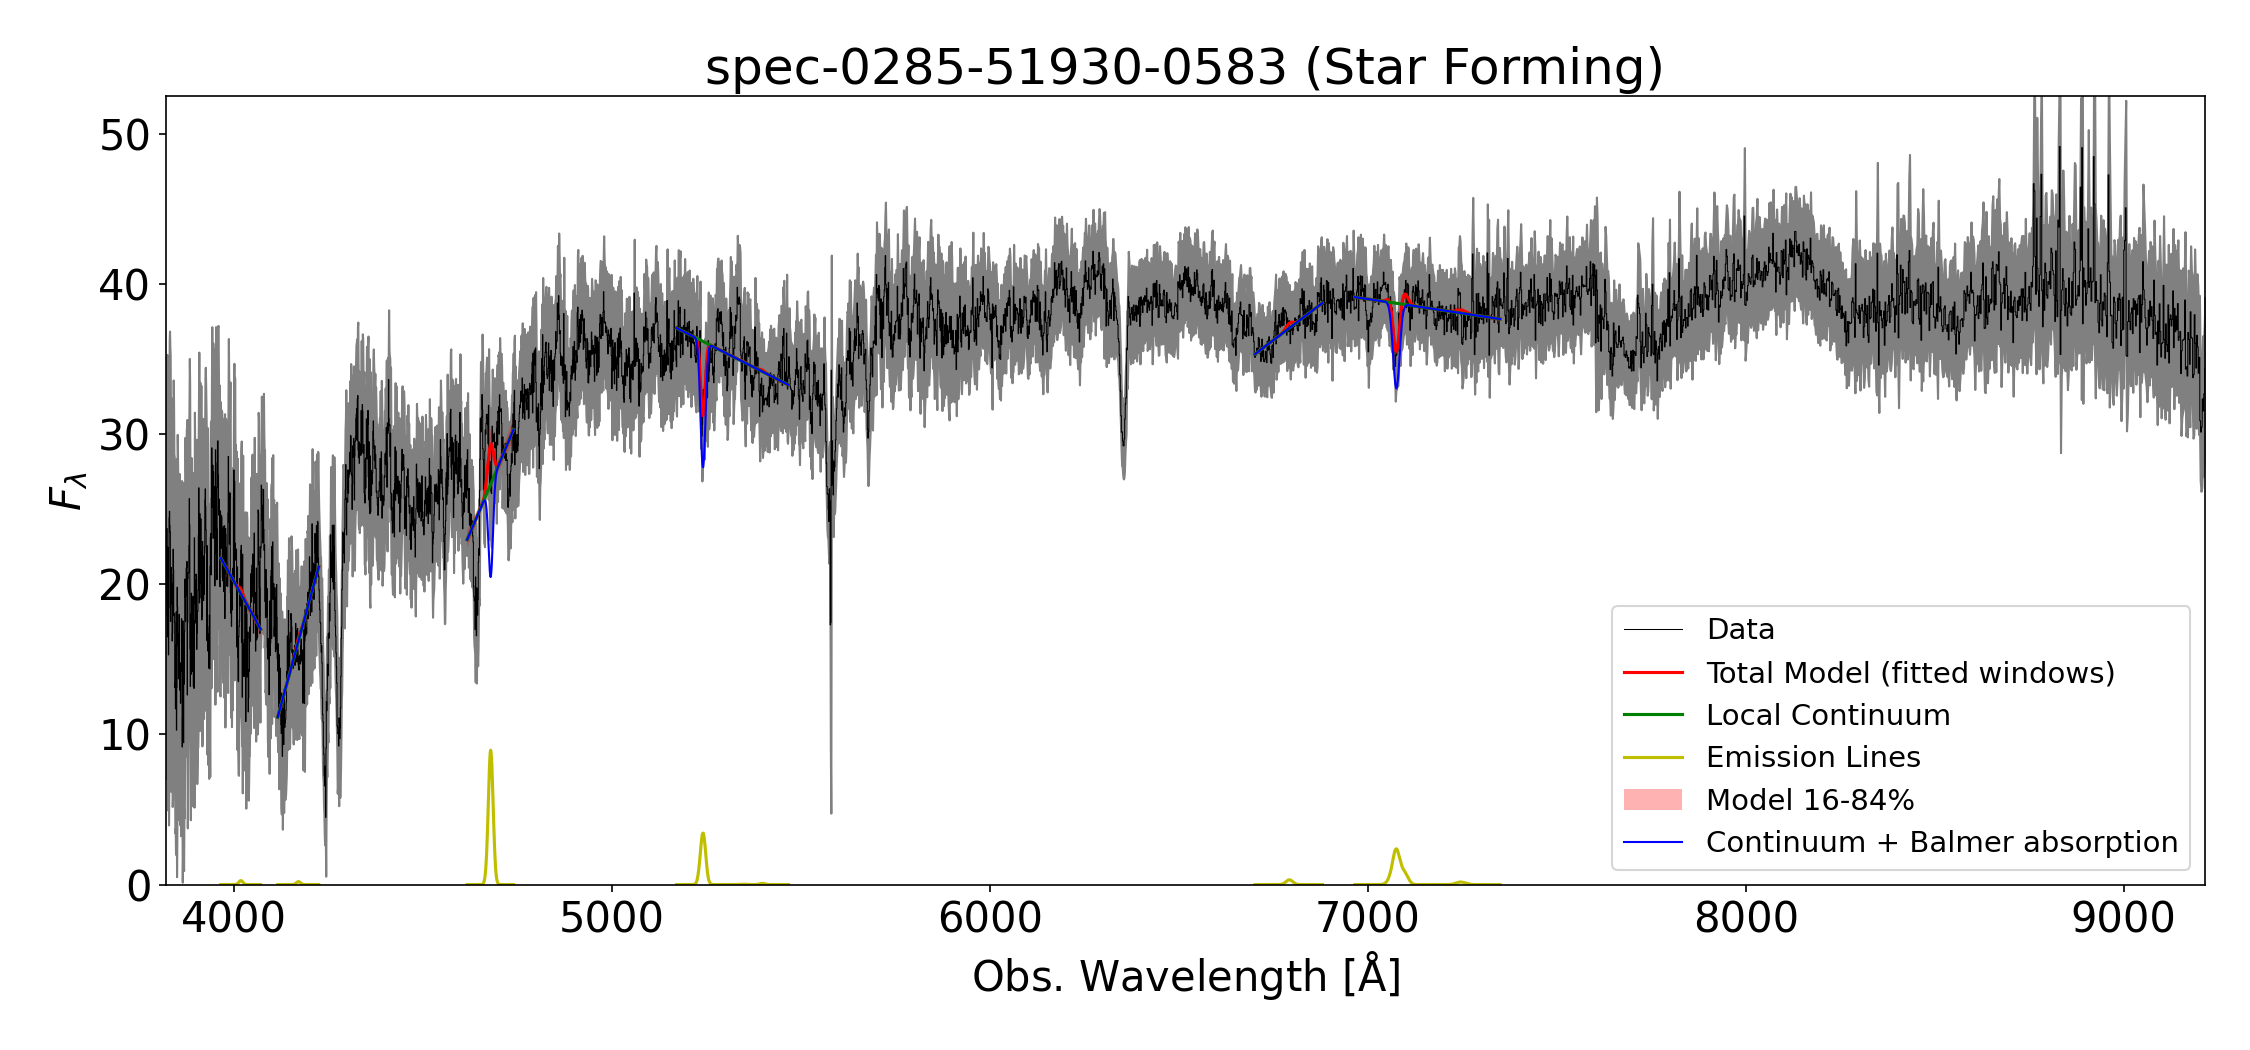 spec-0285-51930-0583 (Star Forming)
50
40
30
20
10
0
Fλ
4000 5000 6000 7000 8000 9000
Obs. Wavelength [Å]
Data
Total Model (fitted windows)
Local Continuum
Emission Lines
Model 16-84%
Continuum + Balmer absorption